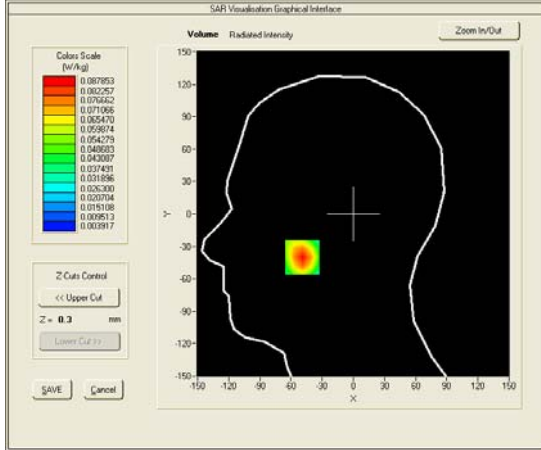 SAR Visualisation Graphical Interface
Volume Radiated Intensity
Zoom In/Out
Colors Scale
(W/kg)
0.087853
0.082257
0.076662
0.071066
0.065470
0.059874
0.054279
0.048683
0.043087
0.037491
0.031896
0.026300
0.020704
0.015108
0.009513
0.003917
Z Cuts Control
<< Upper Cut
Z = 0.3 mm
Lower Cut >>
SAVE Cancel
150
120
90
60
30
0
-30
-60
-90
-120
-150
Y
-150 -120 -90 -60 -30 0 30 60 90 120 150
X